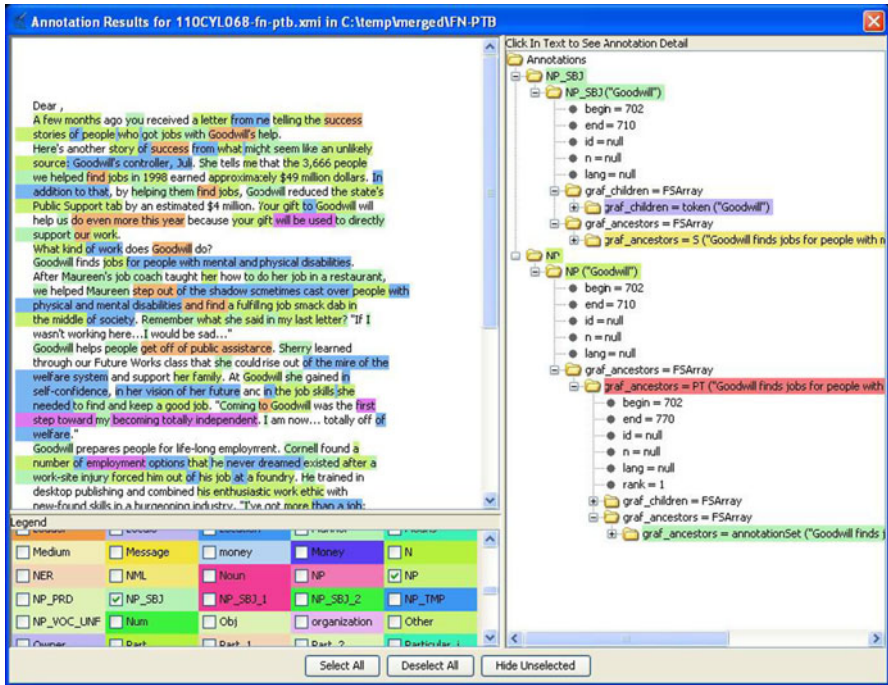 Annotation Results for 110CYL068-fn-ptb.xmi in C:\temp\merged\FN-PTB
Dear ,
A few months ago you received a letter from me telling the success
stories of people who got jobs with Goodwill's help.
Here's another story of success from what might seem like an unlikely
source: Goodwill's controller, Juli. She tells me that the 3,666 people
we helped find jobs in 1998 earned approximately $49 million dollars. In
addition to that, by helping them find jobs, Goodwill reduced the state's
Public Support tab by an estimated $4 million. Your gift to Goodwill will
help us do even more this year because your gift will be used to directly
support our work.
What kind of work does Goodwill do?
Goodwill finds jobs for people with mental and physical disabilities.
After Maureen's job coach taught her how to do her job in a restaurant,
we helped Maureen step out of the shadow sometimes cast over people with
physical and mental disabilities and find a fulfilling job smack dab in
the middle of society. Remember what she said in my last letter? "If I
wasn't working here...I would be sad..."
Goodwill helps people get off of public assistance. Sherry learned
through our Future Works class that she could rise out of the mire of the
welfare system and support her family. At Goodwill she gained in
self-confidence, in her vision of her future and in the job skills she
needed to find and keep a good job. "Coming to Goodwill was the first
step toward my becoming totally independent. I am now... totally off of
welfare."
Goodwill prepares people for life-long employment. Cornell found a
number of employment options that he never dreamed existed after a
work-site injury forced him out of his job at a foundry. He trained in
desktop publishing and combined his enthusiastic work ethic with
new-found skills in a burgeoning industry. "I've got more than a job;
Legend
Medium Message money Money N
NER NML Noun NP NP
NP_PRD NP_SBJ NP_SBJ_1 NP_SBJ_2 NP_TMP
NP_VOC_UNF Num Obj organization Other
Owner Part Part_1 Part_2 Particular_i
Click In Text to See Annotation Detail
Annotations
NP_SBJ
NP_SBJ ("Goodwill")
begin = 702
end = 710
id = null
n = null
lang = null
graf_children = FSArray
graf_children = token ("Goodwill")
graf_ancestors = FSArray
graf_ancestors = S ("Goodwill finds jobs for people with m
NP
NP ("Goodwill")
begin = 702
end = 710
id = null
n = null
lang = null
graf_ancestors = FSArray
graf_ancestors = PT ("Goodwill finds jobs for people with
begin = 702
end = 770
id = null
n = null
lang = null
rank = 1
graf_children = FSArray
graf_ancestors = FSArray
graf_ancestors = annotationSet ("Goodwill finds j
Select All Deselect All Hide Unselected